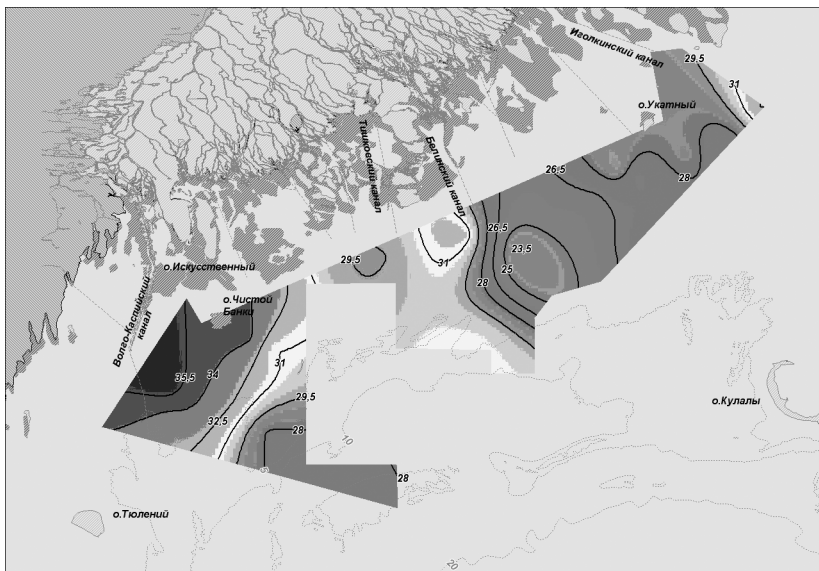 Иголкинский канал
29,5
31
о.Укатный
Тишковский канал
Белинский канал
26,5
28
26,5
23,5
29,5
31
25
28
о.Искусственный
о.Чистой
Банки
Волго-Каспийский
канал
31
34
35,5
29,5
о.Кулалы
32,5
28
10
5
28
о.Тюлений
20